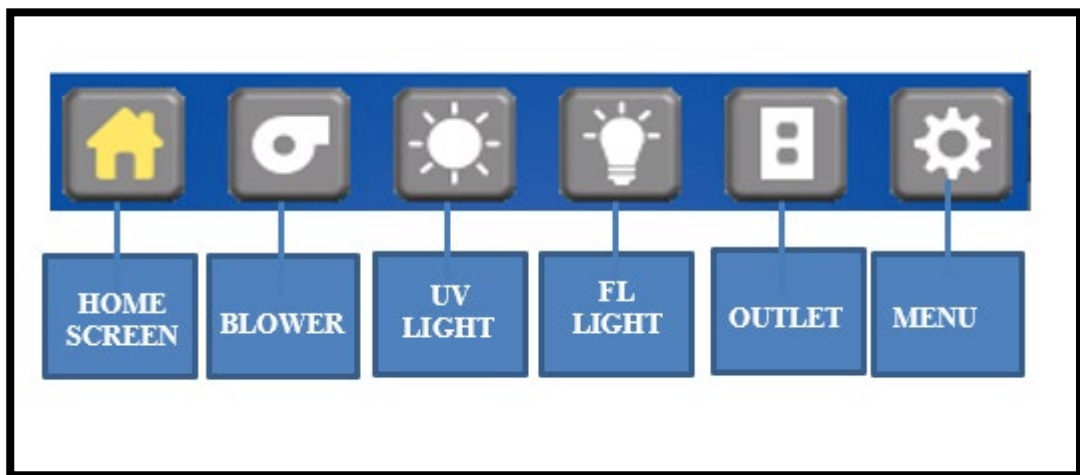 HOME
SCREEN
BLOWER
UV
LIGHT
FL
LIGHT
OUTLET
MENU